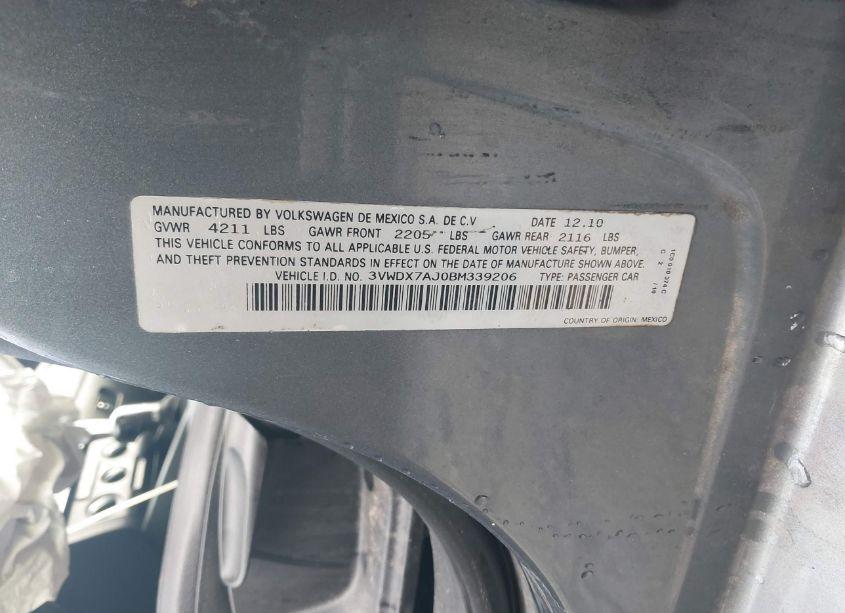 MANUFACTURED BY VOLKSWAGEN DE MEXICO S.A. DE C.V DATE 12.10
GVWR 4211 LBS GAWR FRONT 2205 LBS GAWR REAR 2116 LBS
THIS VEHICLE CONFORMS TO ALL APPLICABLE U.S. FEDERAL MOTOR VEHICLE SAFETY, BUMPER,
AND THEFT PREVENTION STANDARDS IN EFFECT ON THE DATE OF MANUFACTURE SHOWN ABOVE.
VEHICLE I.D. NO. 3VWDX7AJ0BM339206 TYPE: PASSENGER CAR
COUNTRY OF ORIGIN: MEXICO